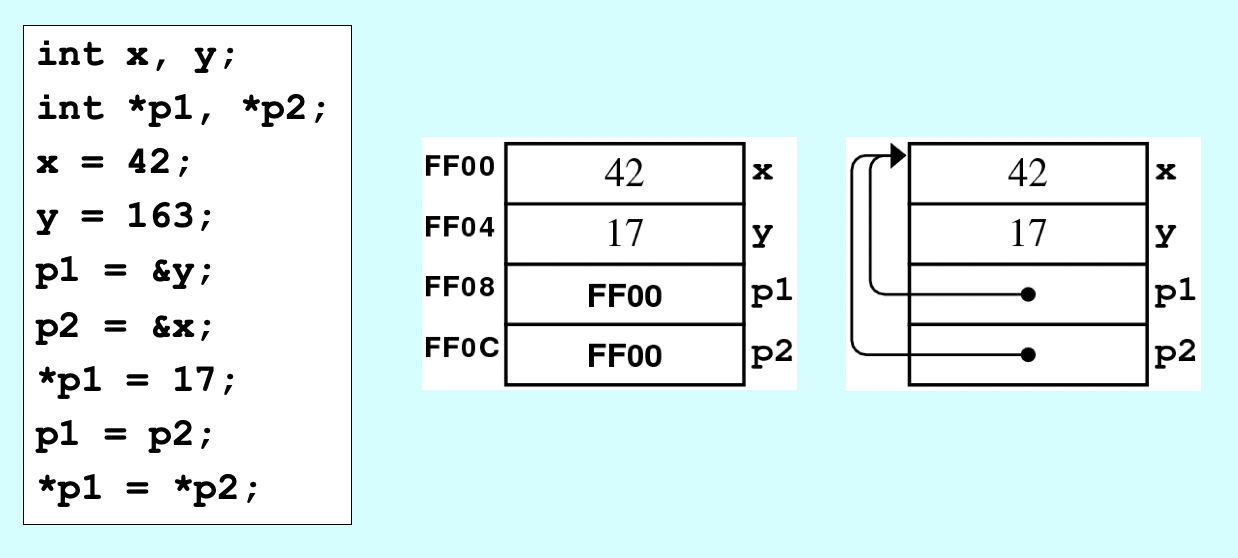 int x, y;
int *p1, *p2;
x = 42;
y = 163;
p1 = &y;
p2 = &x;
*p1 = 17;
p1 = p2;
*p1 = *p2;
FF00 42 x
FF04 17 y
FF08 FF00 p1
FF0C FF00 p2
42 x
17 y
p1
p2